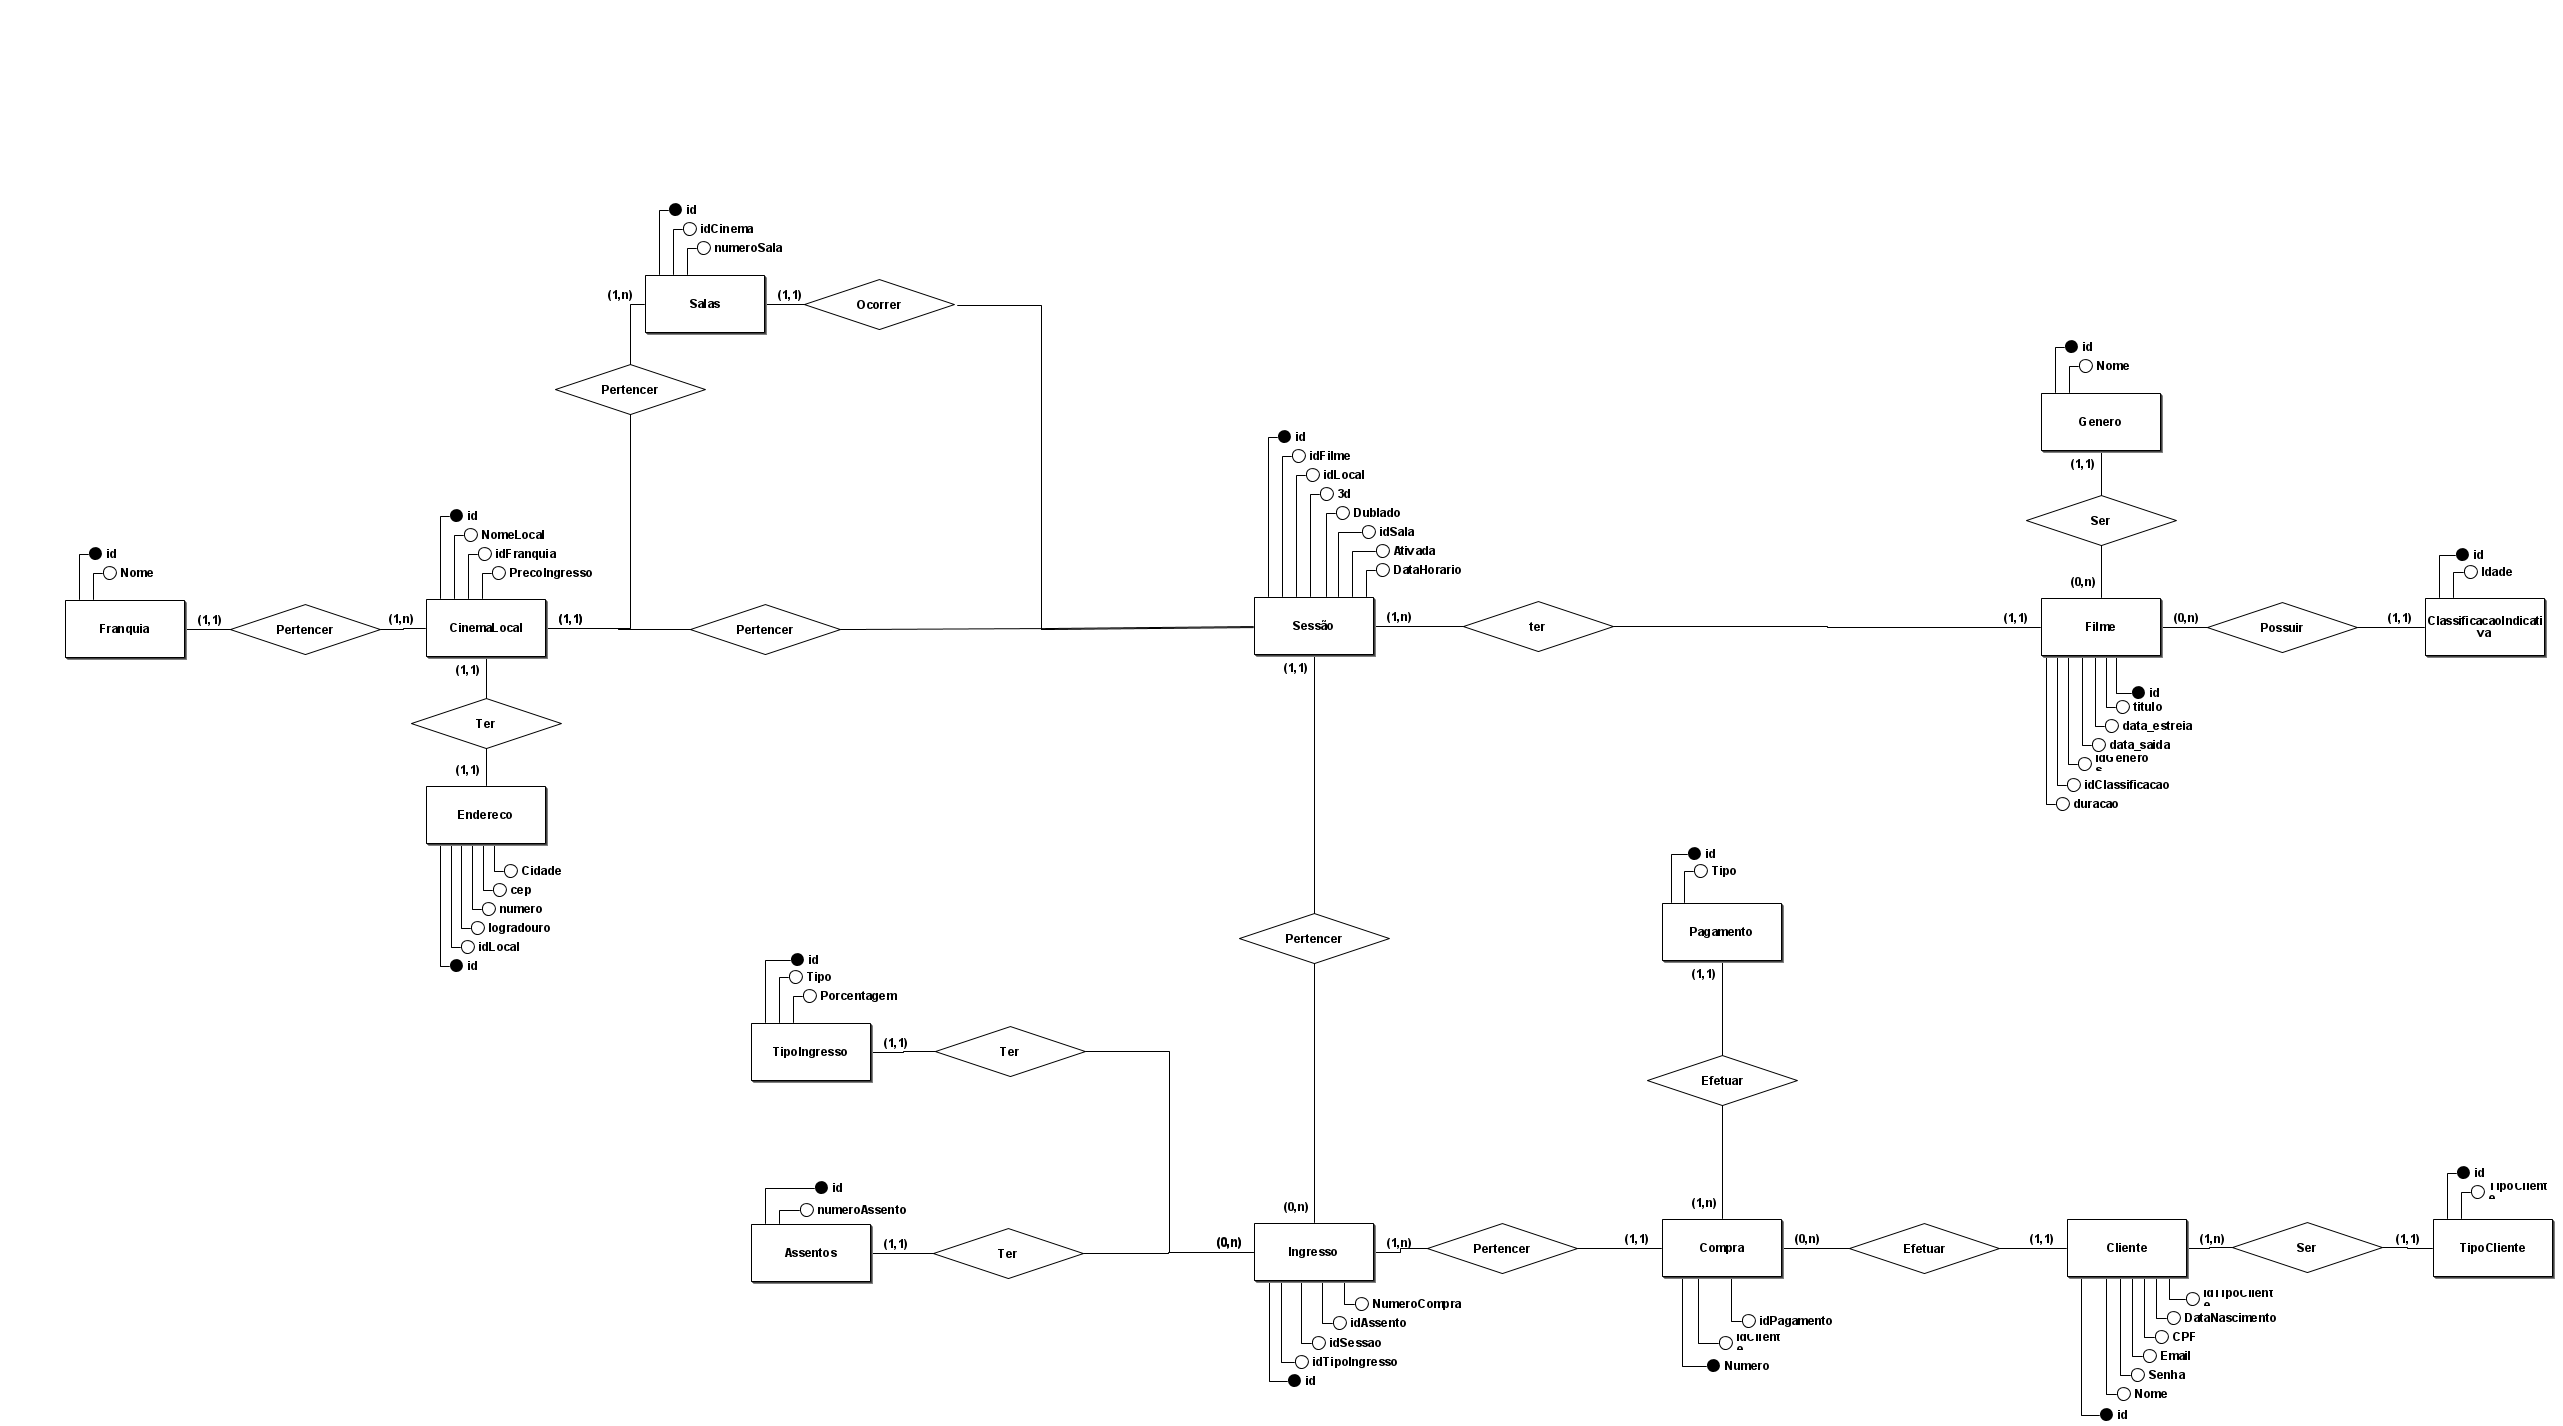 id
idCinema
numeroSala
(1,n)
Salas
(1,1)
Ocorrer
Pertencer
id
Nome
Genero
(1,1)
Ser
(0,n)
id
idFilme
idLocal
3d
Dublado
idSala
Ativada
DataHorario
id
NomeLocal
idFranquia
PrecoIngresso
id
Nome
Franquia
(1,1)
Pertencer
(1,n)
CinemaLocal
(1,1)
Pertencer
Sessão
(1,n)
ter
(1,1)
Filme
(0,n)
Possuir
(1,1)
id
Idade
ClassificacaoIndicati
va
(1,1)
Ter
(1,1)
Endereco
Cidade
cep
numero
logradouro
idLocal
id
(1,1)
Pertencer
(0,n)
id
titulo
data_estreia
data_saida
idGenero
s
idClassificacao
duracao
id
Tipo
Pagamento
(1,1)
Efetuar
(1,n)
id
Tipo
Porcentagem
TipoIngresso
(1,1)
Ter
id
numeroAssento
Assentos
(1,1)
Ter
(0,n)
Ingresso
(1,n)
Pertencer
(1,1)
Compra
(0,n)
Efetuar
(1,1)
Cliente
(1,n)
Ser
(1,1)
TipoCliente
id
TipoClient
e
NumeroCompra
idAssento
idSessao
idTipoIngresso
id
idPagamento
idClient
e
Numero
idTipoClient
e
DataNascimento
CPF
Email
Senha
Nome
id